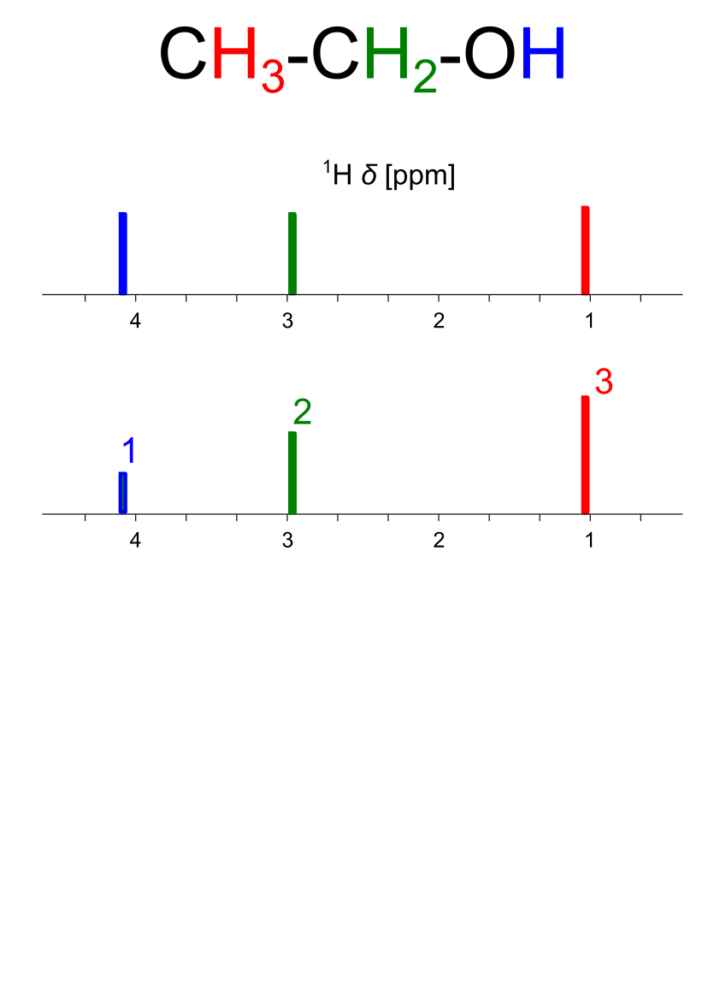 CH₃-CH₂-OH
¹H δ [ppm]
4 3 2 1
3
2
1
4 3 2 1